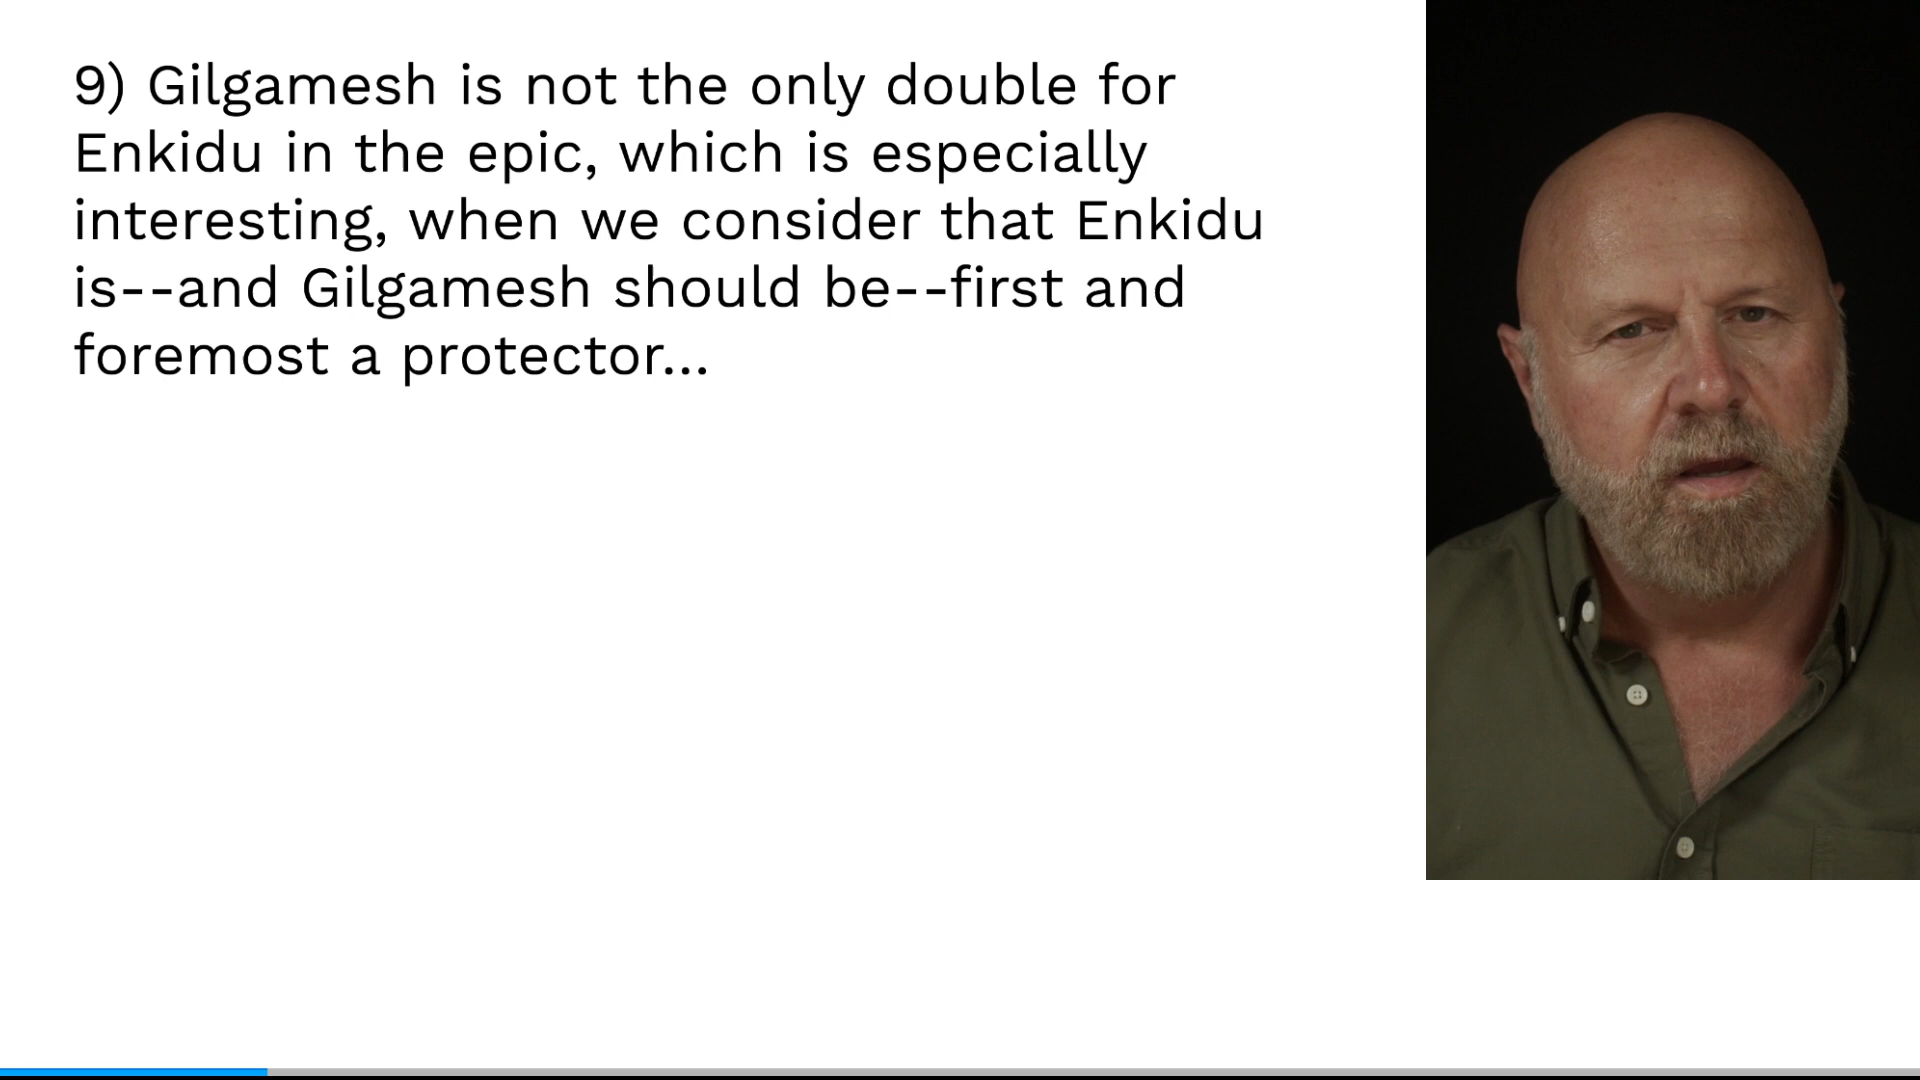 9) Gilgamesh is not the only double for
Enkidu in the epic, which is especially
interesting, when we consider that Enkidu
is--and Gilgamesh should be--first and
foremost a protector...